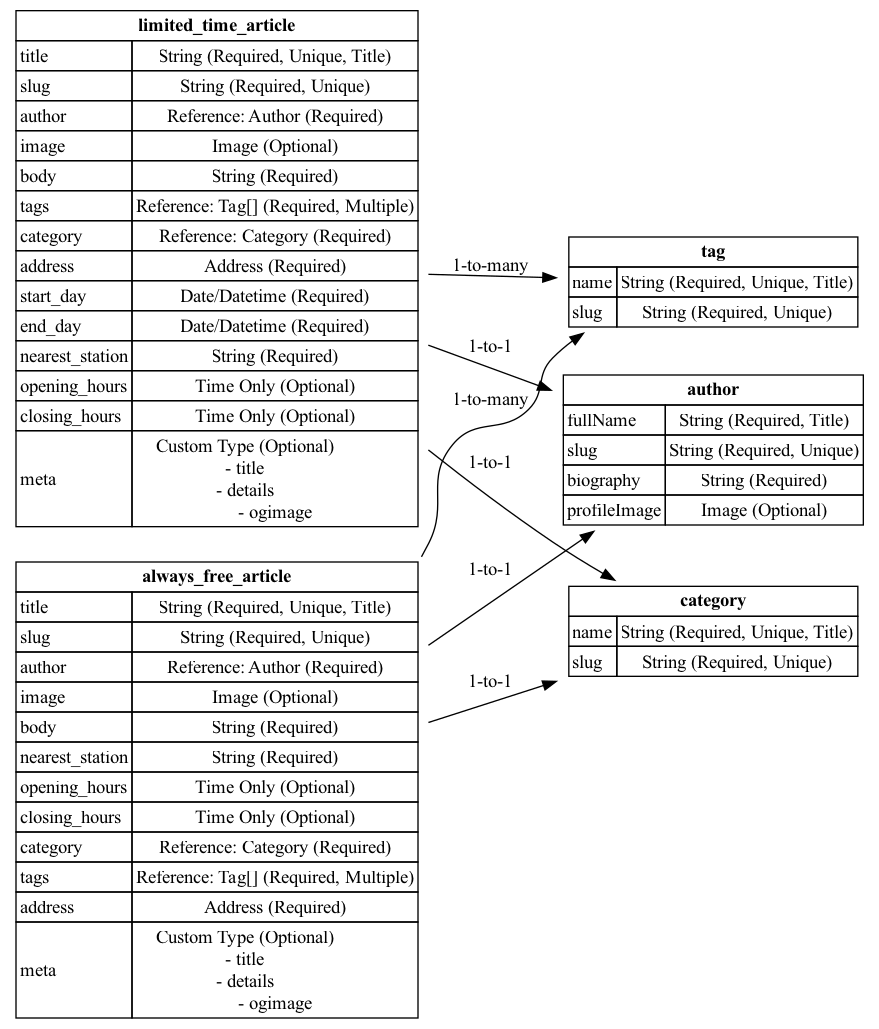 limited_time_article
title String (Required, Unique, Title)
slug String (Required, Unique)
author Reference: Author (Required)
image Image (Optional)
body String (Required)
tags Reference: Tag[] (Required, Multiple)
category Reference: Category (Required)
address Address (Required)
start_day Date/Datetime (Required)
end_day Date/Datetime (Required)
nearest_station String (Required)
opening_hours Time Only (Optional)
closing_hours Time Only (Optional)
meta Custom Type (Optional)
- title
- details
- ogimage
always_free_article
title String (Required, Unique, Title)
slug String (Required, Unique)
author Reference: Author (Required)
image Image (Optional)
body String (Required)
nearest_station String (Required)
opening_hours Time Only (Optional)
closing_hours Time Only (Optional)
category Reference: Category (Required)
tags Reference: Tag[] (Required, Multiple)
address Address (Required)
meta Custom Type (Optional)
- title
- details
- ogimage
1-to-many
1-to-1
1-to-many
1-to-1
1-to-1
1-to-1
tag
name String (Required, Unique, Title)
slug String (Required, Unique)
author
fullName String (Required, Title)
slug String (Required, Unique)
biography String (Required)
profileImage Image (Optional)
category
name String (Required, Unique, Title)
slug String (Required, Unique)